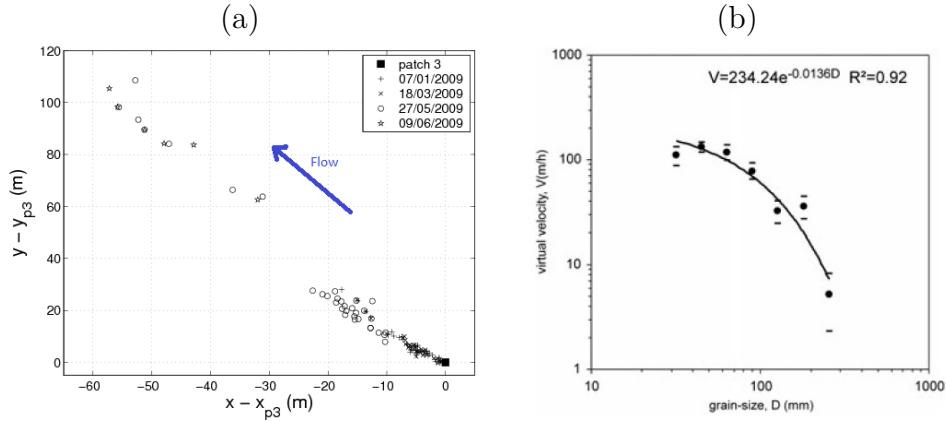 (a)
120
100
80
60
40
20
0
y − y_p3 (m)
−60 −50 −40 −30 −20 −10 0
x − x_p3 (m)
patch 3
07/01/2009
18/03/2009
27/05/2009
09/06/2009
Flow
(b)
1000
100
10
1
virtual velocity, V(m/h)
V=234.24e^-0.0136D R²=0.92
10 100 1000
grain-size, D (mm)